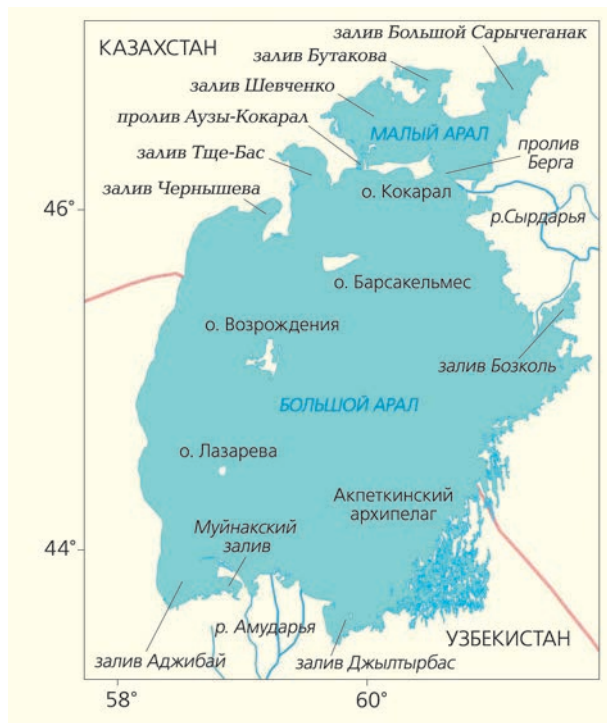 КАЗАХСТАН
залив Большой Сарычеганак
залив Бутакова
залив Шевченко
пролив Аузы-Кокарал
МАЛЫЙ АРАЛ
пролив
Берга
залив Тще-Бас
о. Кокарал
залив Чернышева
46°
р.Сырдарья
о. Барсакельмес
о. Возрождения
залив Бозколь
БОЛЬШОЙ АРАЛ
о. Лазарева
Акпеткинский
архипелаг
Муйнакский
залив
44°
р. Амударья
УЗБЕКИСТАН
залив Аджибай
залив Джылтырбас
58°
60°